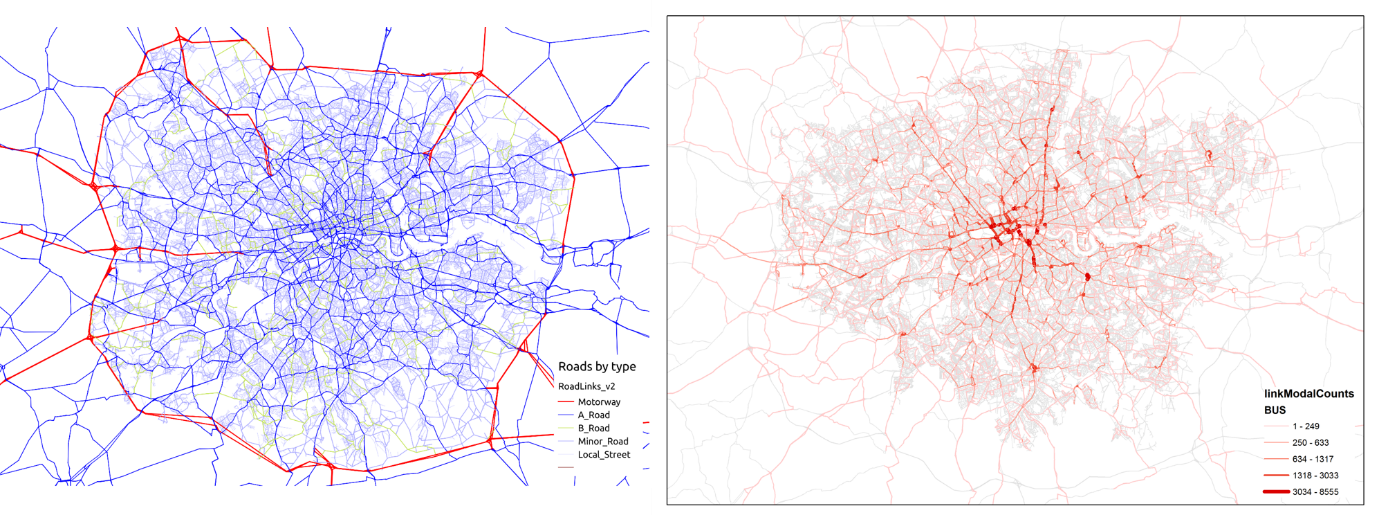 Roads by type
RoadLinks_v2
Motorway
A_Road
B_Road
Minor_Road
Local_Street
linkModalCounts
BUS
1 - 249
250 - 633
634 - 1317
1318 - 3033
3034 - 8555